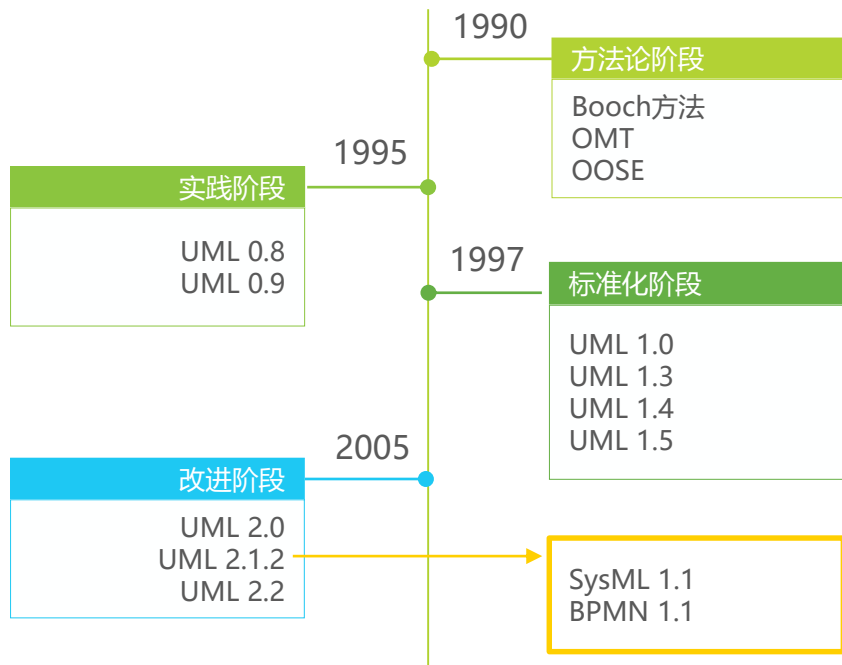 1990
方法论阶段
Booch方法
OMT
OOSE
1995
实践阶段
UML 0.8
UML 0.9
1997
标准化阶段
UML 1.0
UML 1.3
UML 1.4
UML 1.5
2005
改进阶段
UML 2.0
UML 2.1.2
UML 2.2
SysML 1.1
BPMN 1.1